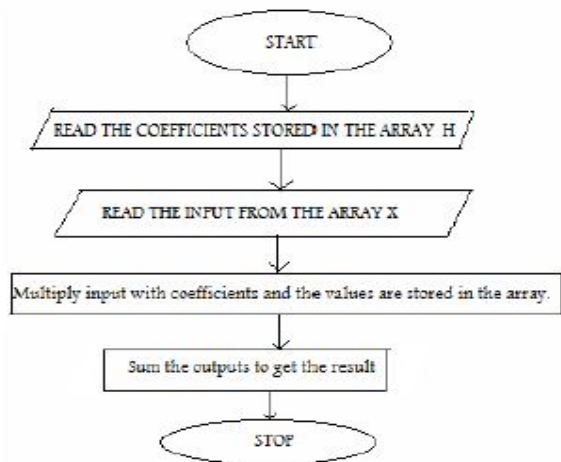 START
READ THE COEFFICIENTS STORED IN THE ARRAY H
READ THE INPUT FROM THE ARRAY X
Multiply input with coefficients and the values are stored in the array.
Sum the outputs to get the result
STOP